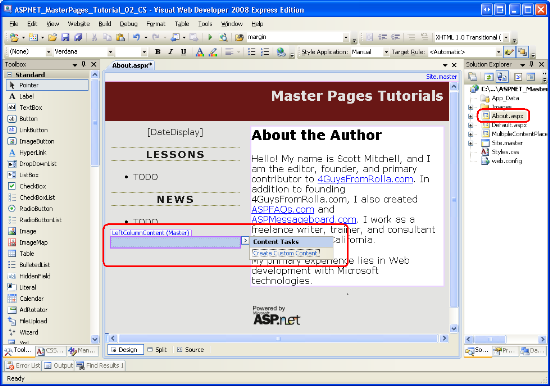 ASPNET_MasterPages_Tutorial_02_CS - Visual Web Developer 2008 Express Edition
File Edit View Website Build Debug Format Table Tools Window Help
margin
XHTML 1.0 Transitional (
(None) Verdana
Style Application: Manual Target Rule: <Automatic>
Toolbox
Standard
Pointer
Label
TextBox
Button
LinkButton
ImageButton
HyperLink
DropDownList
ListBox
CheckBox
CheckBoxList
RadioButton
RadioButtonList
Image
ImageMap
Table
BulletedList
HiddenField
Literal
Calendar
AdRotator
FileUpload
Wizard
Xml
Tool...
CSS...
Man...
About.aspx*
Site.master
Master Pages Tutorials
[DateDisplay]
LESSONS
TODO
NEWS
TODO
LeftColumnContent (Master)
About the Author
Hello! My name is Scott Mitchell, and I
am the editor, founder, and primary
contributor to 4GuysFromRolla.com. In
addition to founding
4GuysFromRolla.com, I also created
ASPFAQs.com and
ASPMessageboard.com. I work as a
freelance writer, trainer, and consultant
Content Tasks
Create Custom Content
My primary experience lies in Web
development with Microsoft
technologies.
Powered by
Microsoft
ASP.net
Design Split Source
Solution Explorer
C:\...\ASPNET_Master
App_Data
Images
About.aspx
Default.aspx
MultipleContentPlace
Site.master
Styles.css
web.config
So...
Pr...
Da...
Error List Output Find Results 1
Ready